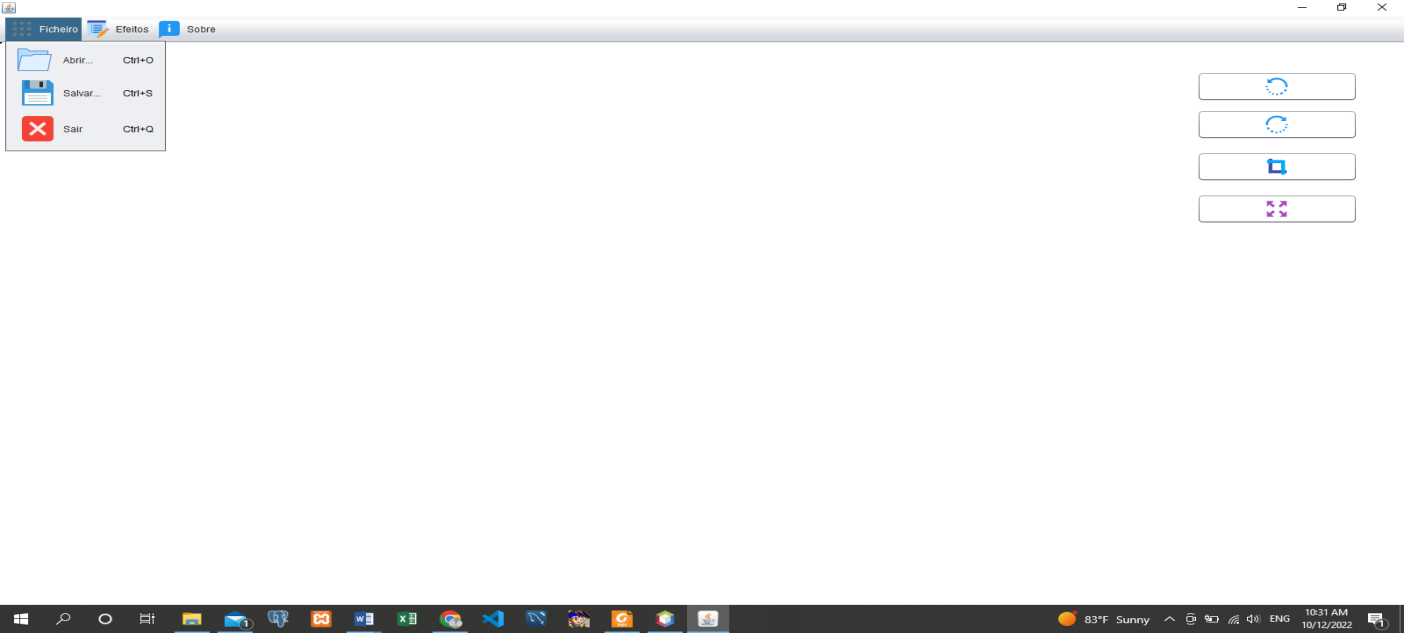 Ficheiro Efeitos Sobre
Abrir... Ctrl+O
Salvar... Ctrl+S
Sair Ctrl+Q
83°F Sunny ENG 10:31 AM
10/12/2022